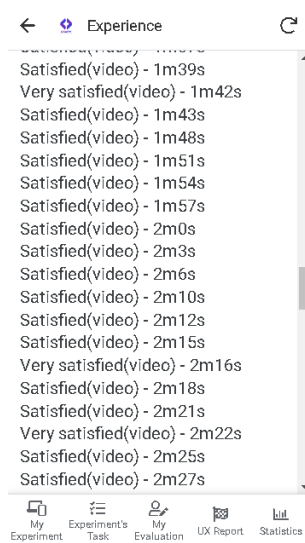 Experience
Satisfied(video) - 1m39s
Very satisfied(video) - 1m42s
Satisfied(video) - 1m43s
Satisfied(video) - 1m48s
Satisfied(video) - 1m51s
Satisfied(video) - 1m54s
Satisfied(video) - 1m57s
Satisfied(video) - 2m0s
Satisfied(video) - 2m3s
Satisfied(video) - 2m6s
Satisfied(video) - 2m10s
Satisfied(video) - 2m12s
Satisfied(video) - 2m15s
Very satisfied(video) - 2m16s
Satisfied(video) - 2m18s
Satisfied(video) - 2m21s
Very satisfied(video) - 2m22s
Satisfied(video) - 2m25s
Satisfied(video) - 2m27s
My Experiment
Experiment's Task
My Evaluation
UX Report
Statistics